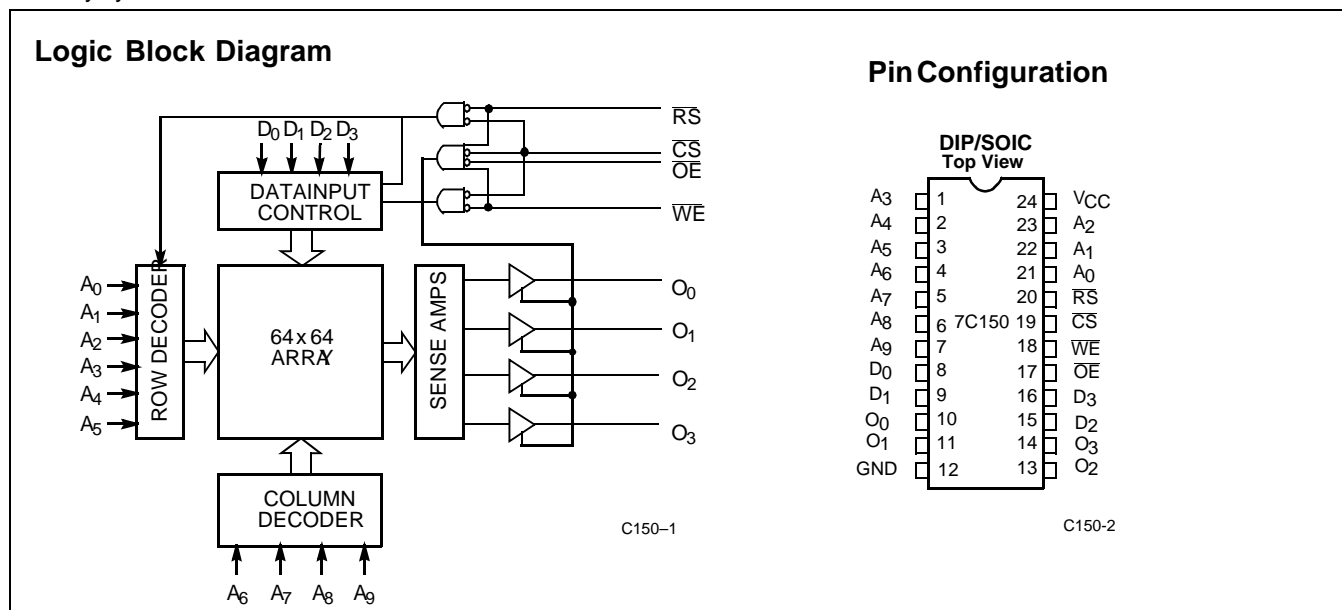 Logic Block Diagram
D0 D1 D2 D3
DATAINPUT
CONTROL
RS
CS
OE
WE
A0
A1
A2
A3
A4
A5
ROW DECODER
64 x 64
ARRAY
SENSE AMPS
O0
O1
O2
O3
COLUMN
DECODER
A6 A7 A8 A9
C150–1
Pin Configuration
DIP/SOIC
Top View
A3 1 24 VCC
A4 2 23 A2
A5 3 22 A1
A6 4 21 A0
A7 5 20 RS
A8 6 7C150 19 CS
A9 7 18 WE
D0 8 17 OE
D1 9 16 D3
O0 10 15 D2
O1 11 14 O3
GND 12 13 O2
C150-2